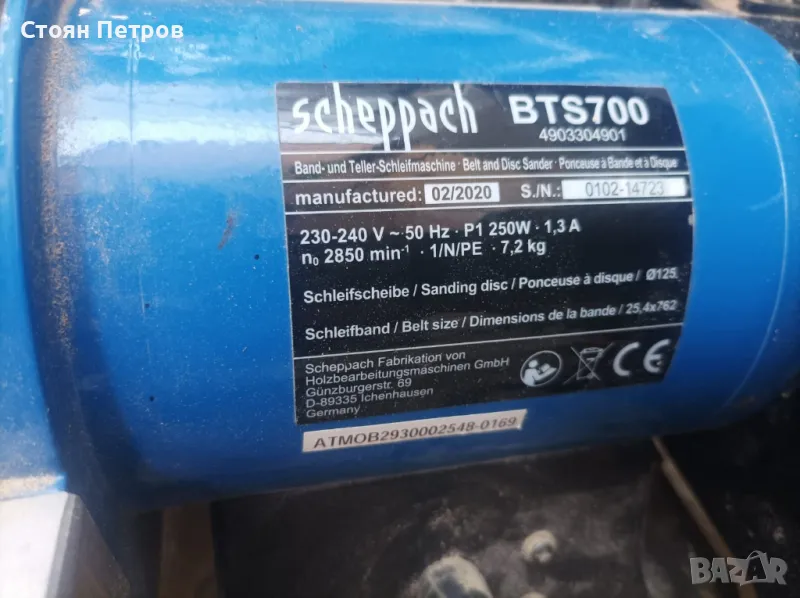 Стоян Петров
scheppach BTS700
4903304901
Band- und Teller-Schleifmaschine · Belt and Disc Sander · Ponceuse à Bande et à Disque
manufactured: 02/2020 S./N.: 0102-14723
230-240 V ~ 50 Hz · P1 250W · 1,3 A
n₀ 2850 min⁻¹ · 1/N/PE · 7,2 kg
Schleifscheibe / Sanding disc / Ponceuse à disque / Ø125
Schleifband / Belt size / Dimensions de la bande / 25,4x762
Scheppach Fabrikation von
Holzbearbeitungsmaschinen GmbH
Günzburgerstr. 69
D-89335 Ichenhausen
Germany
CE
ATMOB2930002548-0169
BAZAR